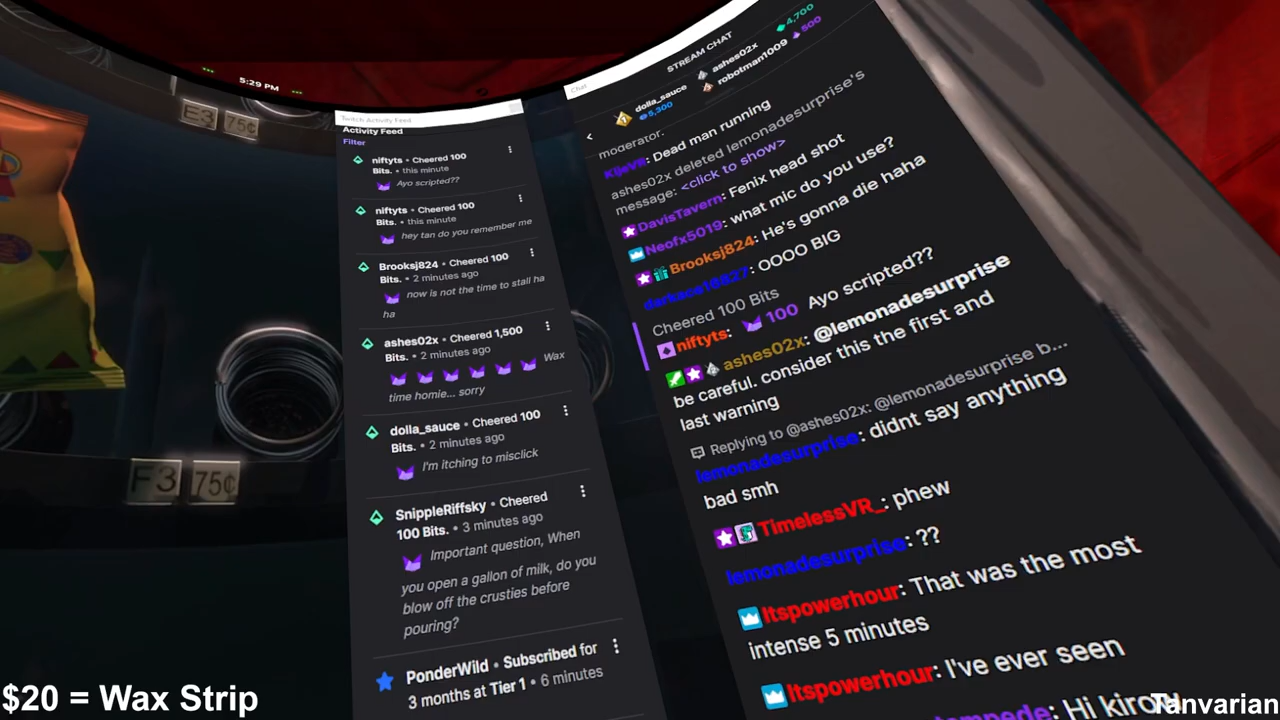 5:29 PM
E3
75¢
F3
75¢
Twitch Activity Feed
Activity Feed
Filter
niftyts • Cheered 100
Bits. • this minute
Ayo scripted??
niftyts • Cheered 100
Bits. • this minute
hey tan do you remember me
Brooksj824 • Cheered 100
Bits. • 2 minutes ago
now is not the time to stall ha
ha
ashes02x • Cheered 1,500
Bits. • 2 minutes ago
Wax
time homie... sorry
dolla_sauce • Cheered 100
Bits. • 2 minutes ago
I'm itching to misclick
SnippleRiffsky • Cheered
100 Bits. • 3 minutes ago
Important question, When
you open a gallon of milk, do you
blow off the crusties before
pouring?
PonderWild • Subscribed for
3 months at Tier 1 • 6 minutes
Chat
STREAM CHAT
dolla_sauce
5,300
ashes02x 4,700
robotman1009 500
moderator.
KijeVR: Dead man running
ashes02x deleted lemonadesurprise's
message: <click to show>
DavisTavern: Fenix head shot
Neofx5019: what mic do you use?
Brooksj824: He's gonna die haha
: OOOO BIG
Cheered 100 Bits
niftyts: 100 Ayo scripted??
ashes02x: @lemonadesurprise
be careful. consider this the first and
last warning
Replying to @ashes02x: @lemonadesurprise b...
lemonadesurprise: didnt say anything
bad smh
TimelessVR_: phew
lemonadesurprise: ??
Itspowerhour: That was the most
intense 5 minutes
Itspowerhour: I've ever seen
Hi
$20 = Wax Strip
Tanvarian